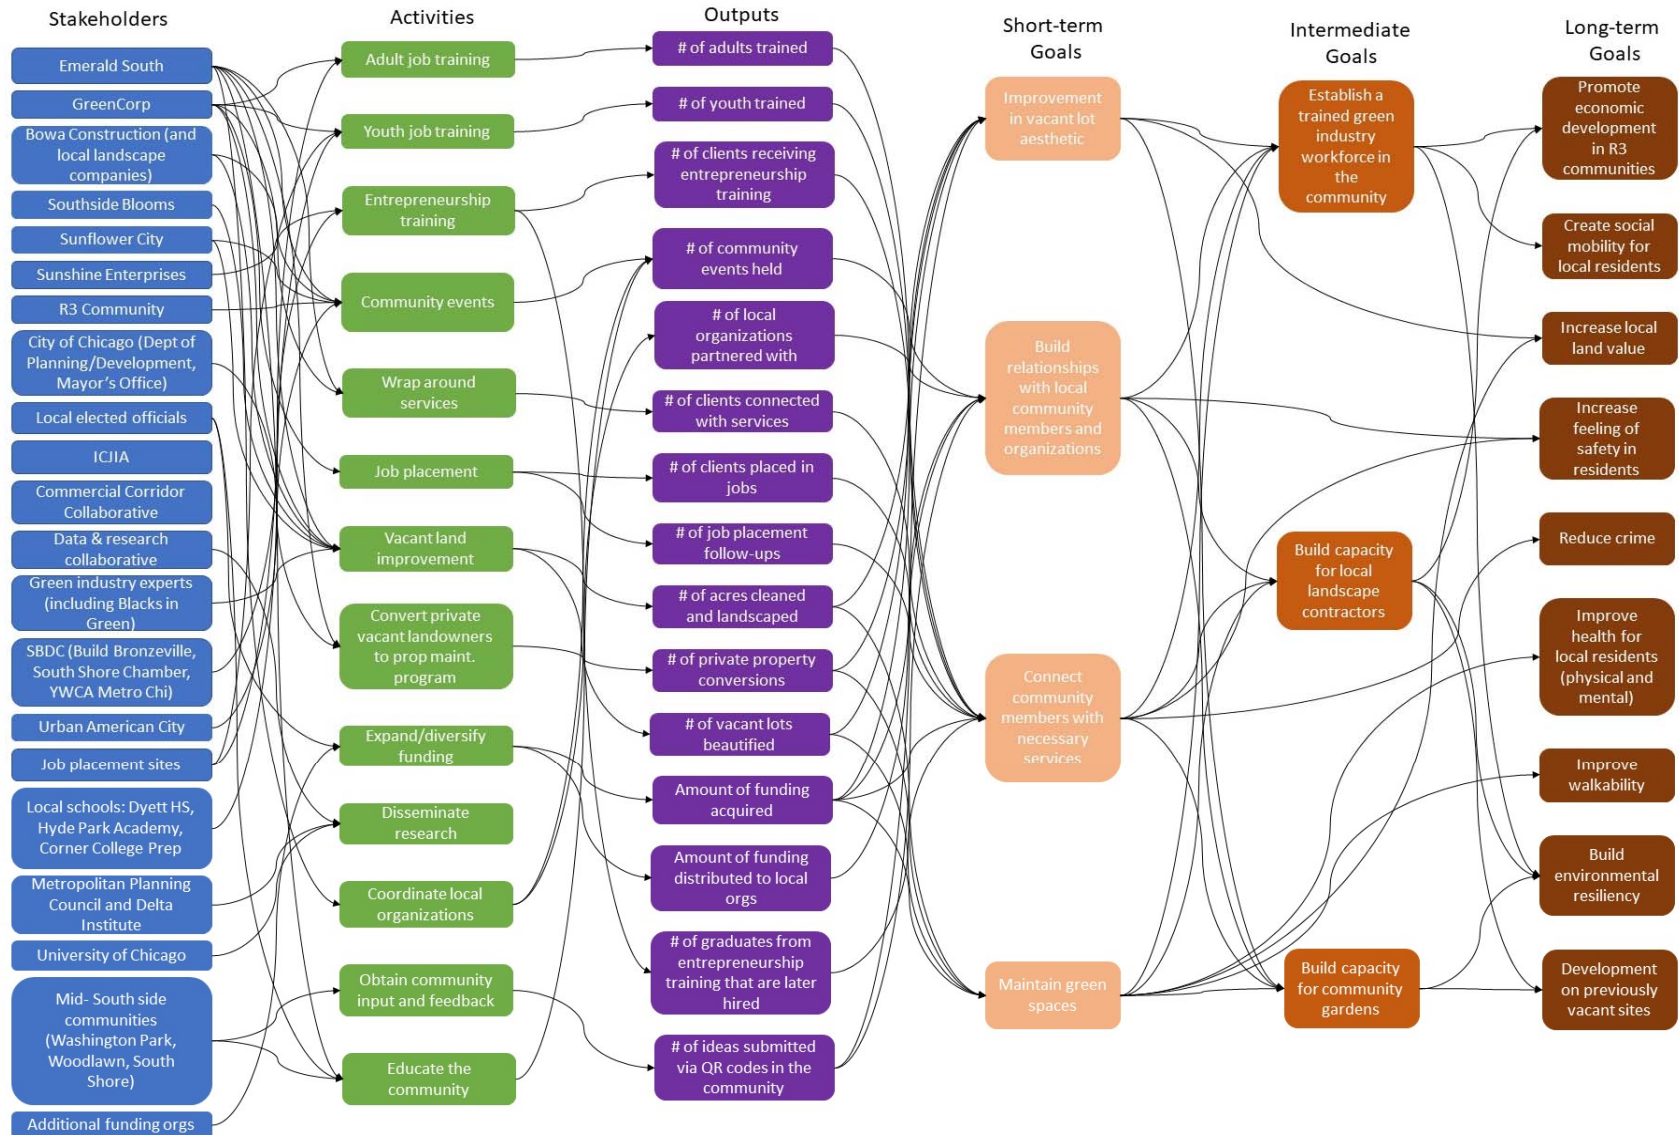 Stakeholders
Emerald South
GreenCorp
Bowa Construction (and
local landscape
companies)
Southside Blooms
Sunflower City
Sunshine Enterprises
R3 Community
City of Chicago (Dept of
Planning/Development,
Mayor's Office)
Local elected officials
ICJIA
Commercial Corridor
Collaborative
Data & research
collaborative
Green industry experts
(including Blacks in
Green)
SBDC (Build Bronzeville,
South Shore Chamber,
YWCA Metro Chi)
Urban American City
Job placement sites
Local schools: Dyett HS,
Hyde Park Academy,
Corner College Prep
Metropolitan Planning
Council and Delta
Institute
University of Chicago
Mid- South side
communities
(Washington Park,
Woodlawn, South
Shore)
Additional funding orgs
Activities
Adult job training
Youth job training
Entrepreneurship
training
Community events
Wrap around
services
Job placement
Vacant land
improvement
Convert private
vacant landowners
to prop maint.
program
Expand/diversify
funding
Disseminate
research
Coordinate local
organizations
Obtain community
input and feedback
Educate the
community
Outputs
# of adults trained
# of youth trained
# of clients receiving
entrepreneurship
training
# of community
events held
# of local
organizations
partnered with
# of clients connected
with services
# of clients placed in
jobs
# of job placement
follow-ups
# of acres cleaned
and landscaped
# of private property
conversions
# of vacant lots
beautified
Amount of funding
acquired
Amount of funding
distributed to local
orgs
# of graduates from
entrepreneurship
training that are later
hired
# of ideas submitted
via QR codes in the
community
Short-term
Goals
Improvement
in vacant lot
aesthetic
Build
relationships
with local
community
members and
organizations
Connect
community
members with
necessary
services
Maintain green
spaces
Intermediate
Goals
Establish a
trained green
industry
workforce in
the
community
Build capacity
for local
landscape
contractors
Build capacity
for community
gardens
Long-term
Goals
Promote
economic
development
in R3
communities
Create social
mobility for
local residents
Increase local
land value
Increase
feeling of
safety in
residents
Reduce crime
Improve
health for
local residents
(physical and
mental)
Improve
walkability
Build
environmental
resiliency
Development
on previously
vacant sites